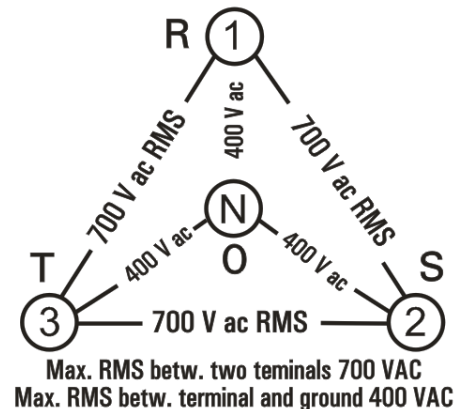 R 1
400 V ac
700 V ac RMS
700 V ac RMS
N
O
400 V ac
400 V ac
T
S
3
700 V ac RMS
2
Max. RMS betw. two teminals 700 VAC
Max. RMS betw. terminal and ground 400 VAC